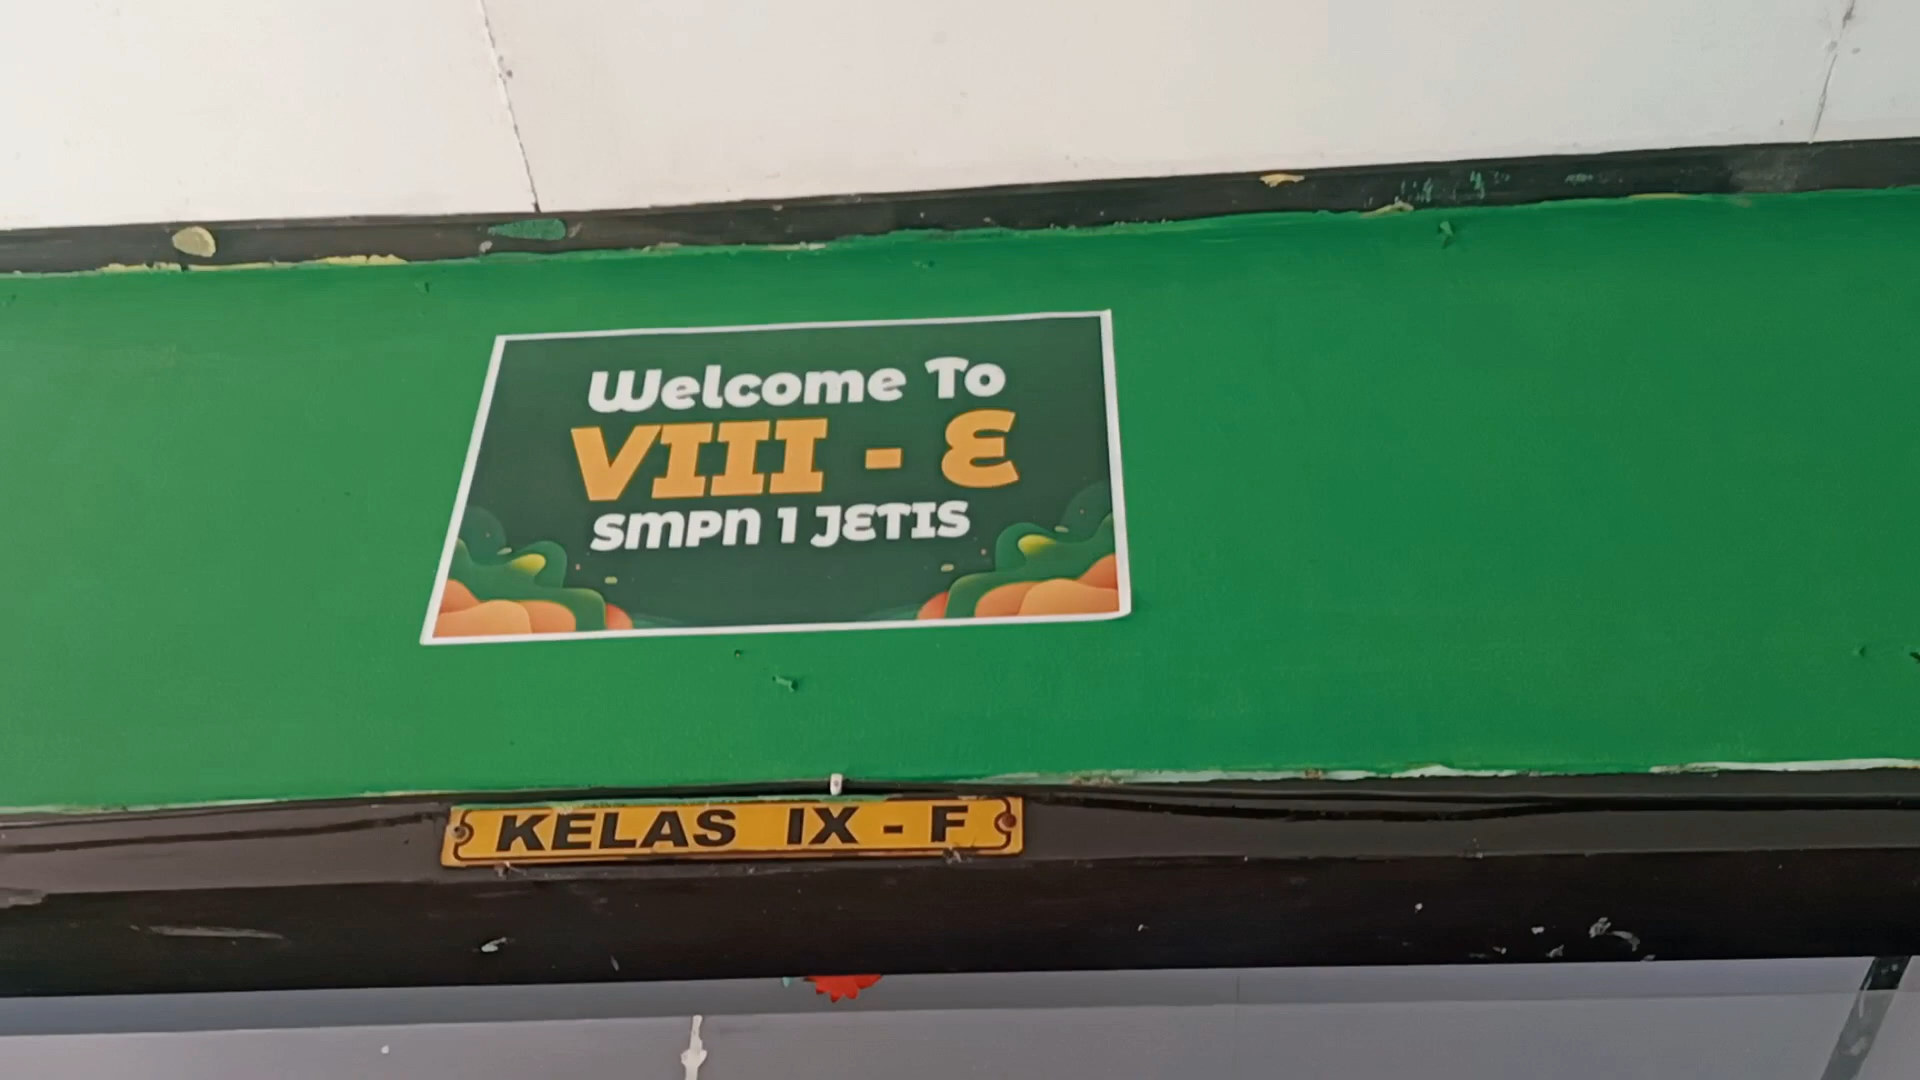 Welcome To
VIII - E
SMPN 1 JETIS
KELAS IX - F